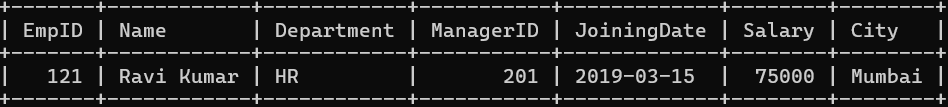 | EmpID | Name | Department | ManagerID | JoiningDate | Salary | City |
| 121 | Ravi Kumar | HR | 201 | 2019-03-15 | 75000 | Mumbai |